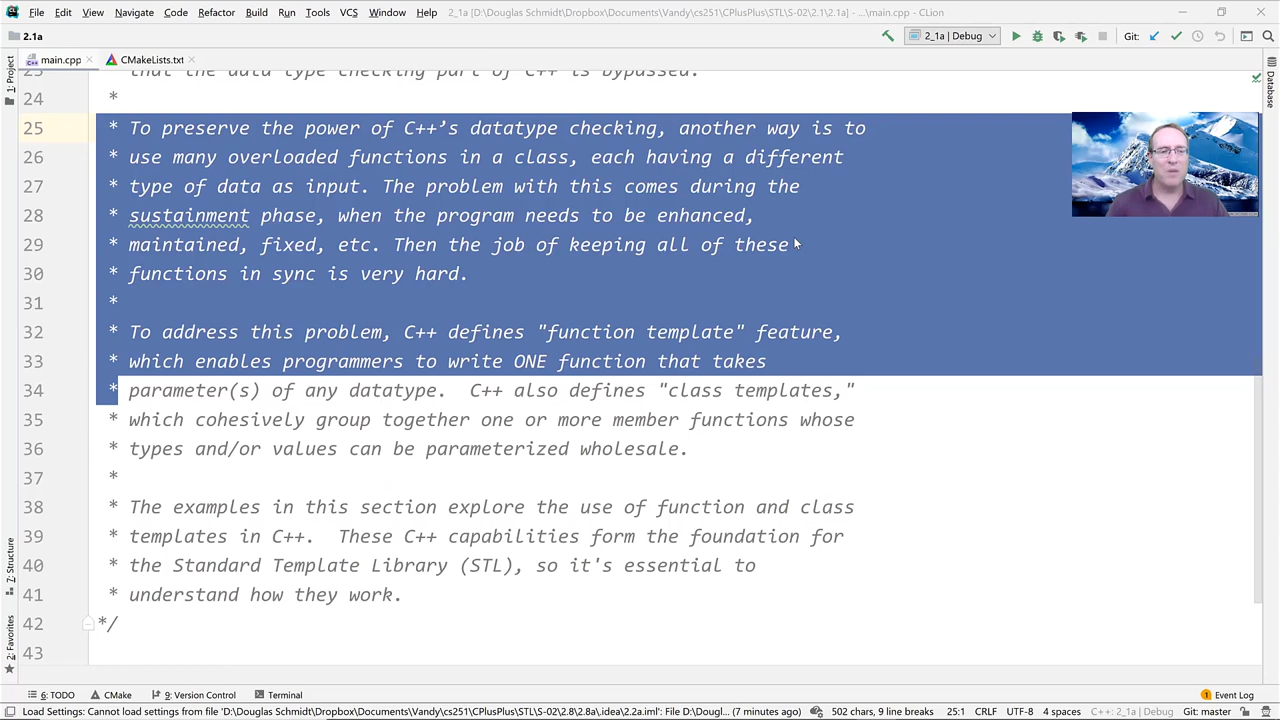 File Edit View Navigate Code Refactor Build Run Tools VCS Window Help 2_1a [D:\Douglas Schmidt\Dropbox\Documents\Vandy\cs251\CPlusPlus\STL\S-02\2.1\2.1a] - ...\main.cpp - CLion
2.1a
2_1a | Debug
Git:
1: Project
main.cpp
CMakeLists.txt
Database
that the data type checking part of C++ is bypassed.
24 *
25 * To preserve the power of C++’s datatype checking, another way is to
26 * use many overloaded functions in a class, each having a different
27 * type of data as input. The problem with this comes during the
28 * sustainment phase, when the program needs to be enhanced,
29 * maintained, fixed, etc. Then the job of keeping all of these
30 * functions in sync is very hard.
31 *
32 * To address this problem, C++ defines "function template" feature,
33 * which enables programmers to write ONE function that takes
34 * parameter(s) of any datatype.  C++ also defines "class templates,"
35 * which cohesively group together one or more member functions whose
36 * types and/or values can be parameterized wholesale.
37 *
38 * The examples in this section explore the use of function and class
39 * templates in C++.  These C++ capabilities form the foundation for
40 * the Standard Template Library (STL), so it's essential to
41 * understand how they work.
42 */
43
7: Structure
2: Favorites
6: TODO CMake 9: Version Control Terminal 1 Event Log
Load Settings: Cannot load settings from file 'D:\Douglas Schmidt\Dropbox\Documents\Vandy\cs251\CPlusPlus\STL\S-02\2.8\2.8a\.idea\2.2a.iml': File D:\Dougl... (7 minutes ago) 502 chars, 9 line breaks 25:1 CRLF UTF-8 4 spaces C++: 2_1a | Debug Git: master